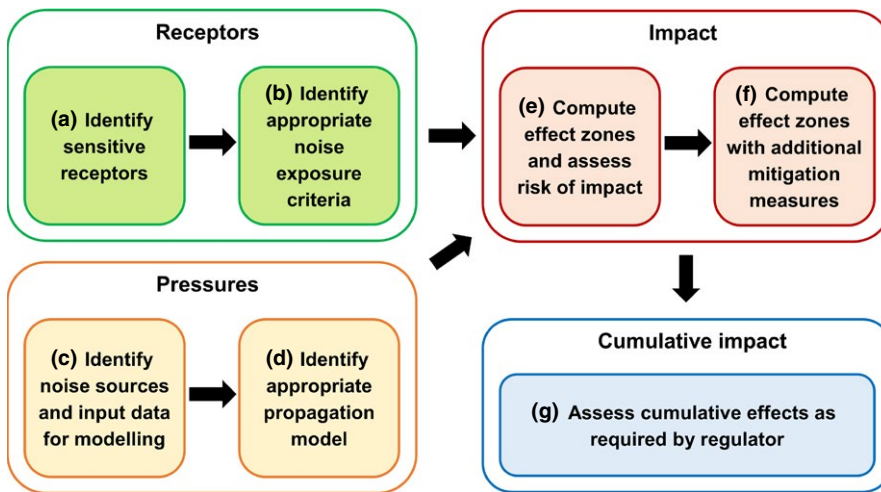 Receptors
(a) Identify
sensitive
receptors
(b) Identify
appropriate
noise
exposure
criteria
Pressures
(c) Identify
noise sources
and input data
for modelling
(d) Identify
appropriate
propagation
model
Impact
(e) Compute
effect zones
and assess
risk of impact
(f) Compute
effect zones
with additional
mitigation
measures
Cumulative impact
(g) Assess cumulative effects as
required by regulator